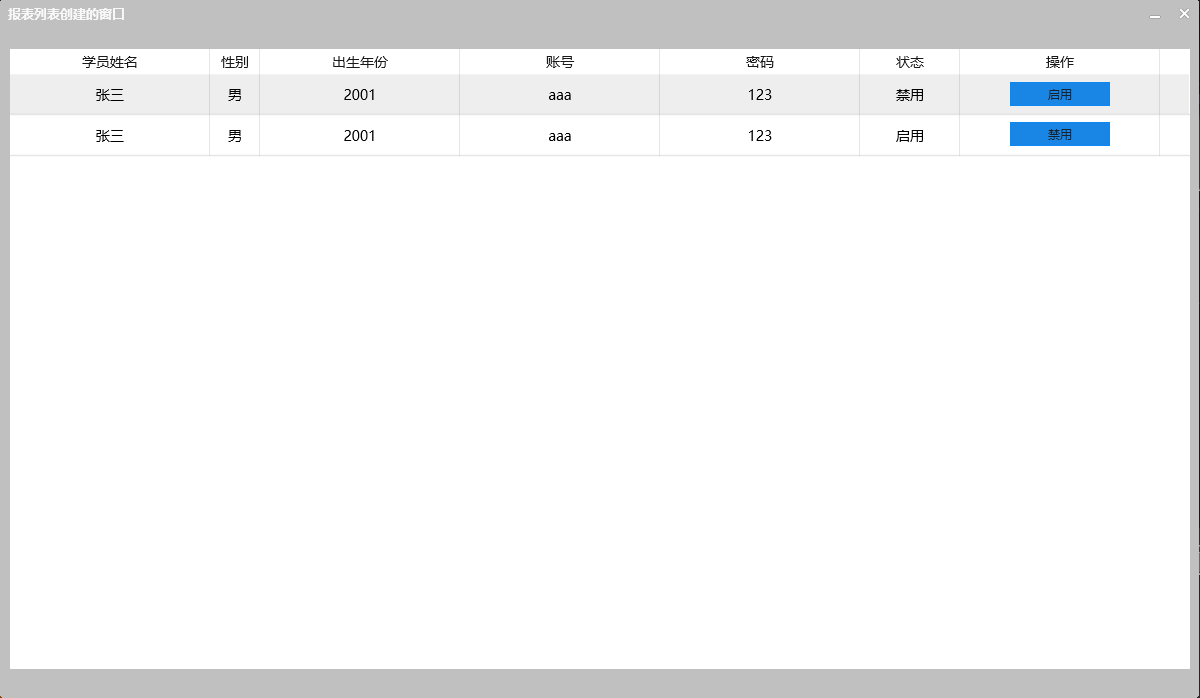 报表列表创建的窗口
学员姓名 性别 出生年份 账号 密码 状态 操作
张三 男 2001 aaa 123 禁用 启用
张三 男 2001 aaa 123 启用 禁用